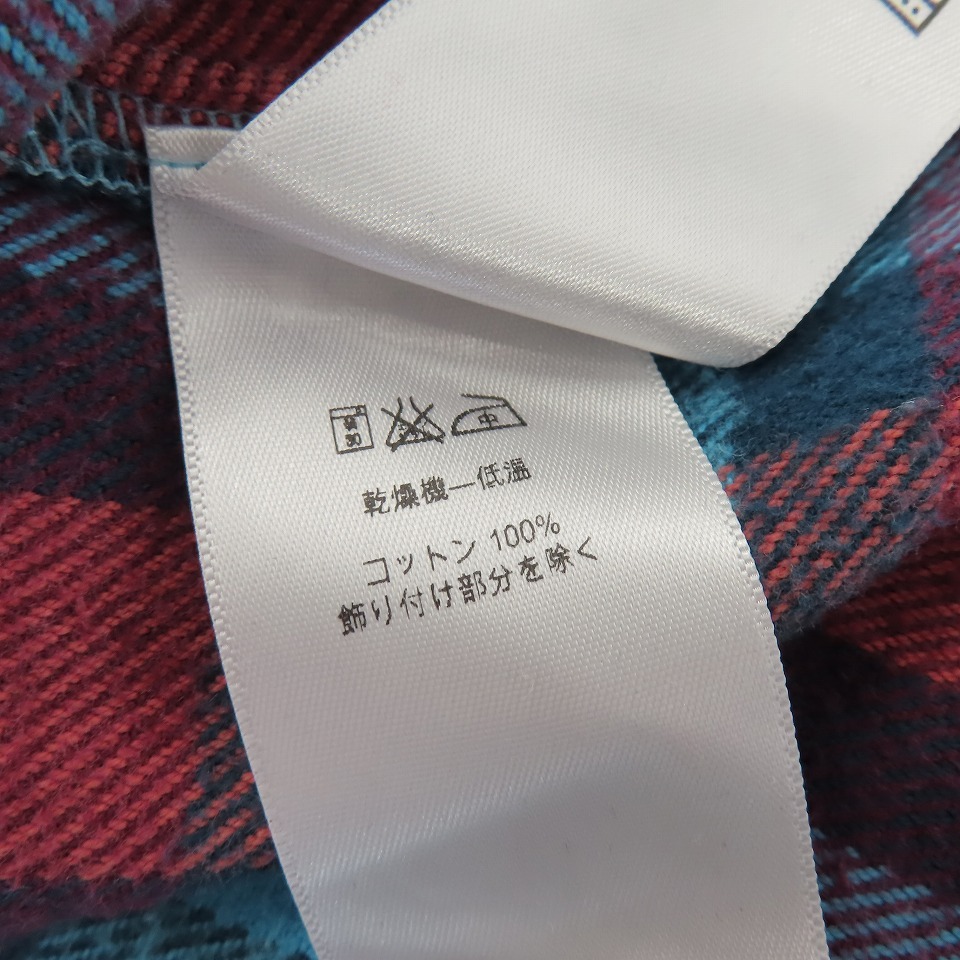 中
乾燥機—低温
コットン 100%
飾り付け部分を除く